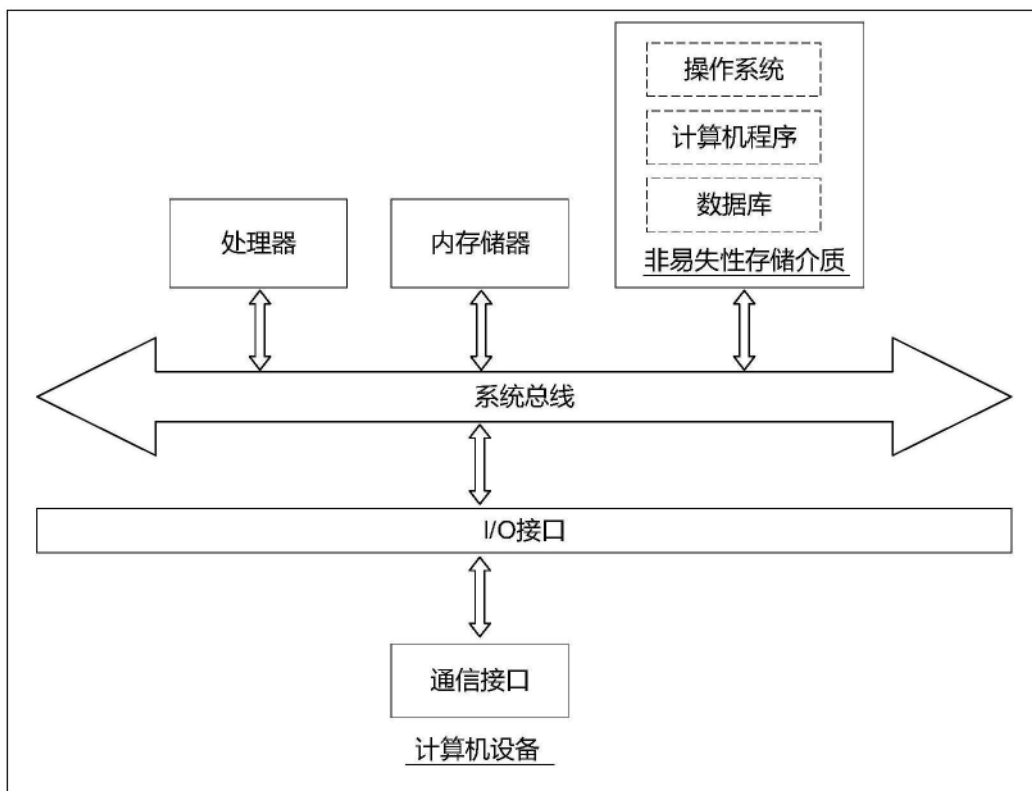 操作系统
计算机程序
数据库
非易失性存储介质
处理器
内存储器
系统总线
I/O接口
通信接口
计算机设备